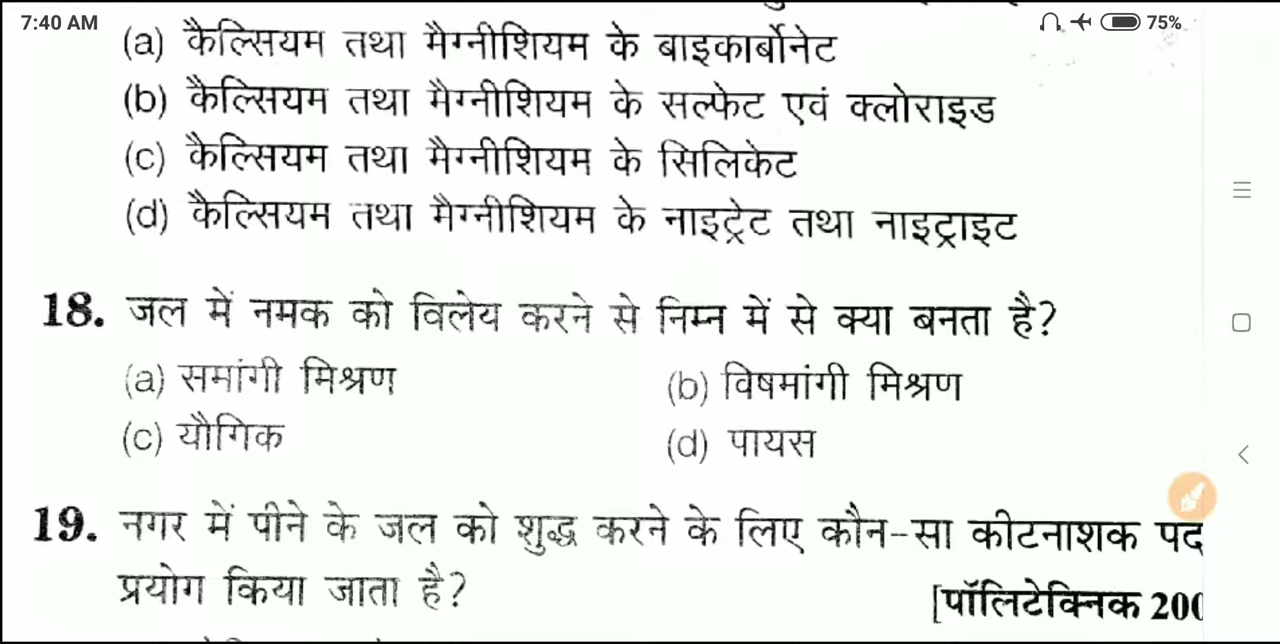 7:40 AM
75%
(a) कैल्सियम तथा मैग्नीशियम के बाइकार्बोनेट
(b) कैल्सियम तथा मैग्नीशियम के सल्फेट एवं क्लोराइड
(c) कैल्सियम तथा मैग्नीशियम के सिलिकेट
(d) कैल्सियम तथा मैग्नीशियम के नाइट्रेट तथा नाइट्राइट
18. जल में नमक को विलेय करने से निम्न में से क्या बनता है?
(a) समांगी मिश्रण (b) विषमांगी मिश्रण
(c) यौगिक (d) पायस
19. नगर में पीने के जल को शुद्ध करने के लिए कौन-सा कीटनाशक पद
प्रयोग किया जाता है? [पॉलिटेक्निक 200